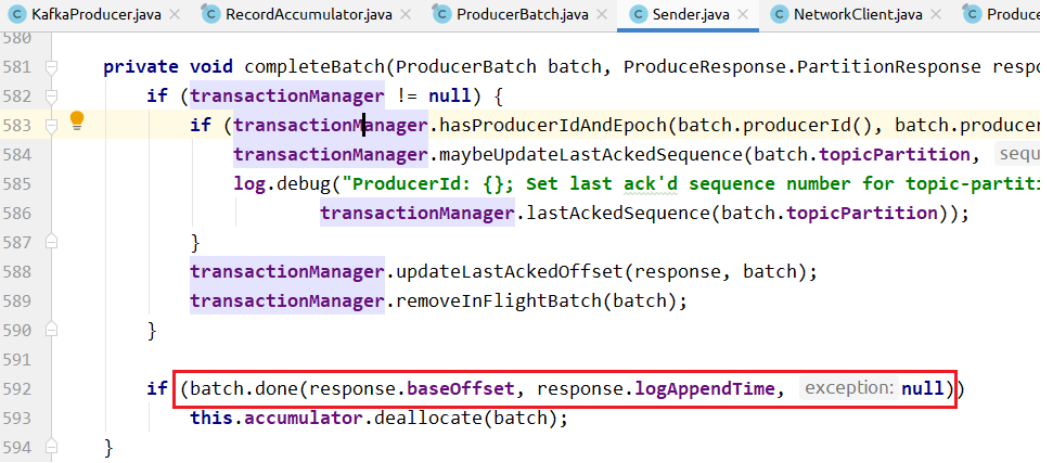 KafkaProducer.java RecordAccumulator.java ProducerBatch.java Sender.java NetworkClient.java Produce
580
581 private void completeBatch(ProducerBatch batch, ProduceResponse.PartitionResponse resp
582 if (transactionManager != null) {
583 if (transactionManager.hasProducerIdAndEpoch(batch.producerId(), batch.producer
584 transactionManager.maybeUpdateLastAckedSequence(batch.topicPartition, sequ
585 log.debug("ProducerId: {}; Set last ack'd sequence number for topic-partiti
586 transactionManager.lastAckedSequence(batch.topicPartition));
587 }
588 transactionManager.updateLastAckedOffset(response, batch);
589 transactionManager.removeInFlightBatch(batch);
590 }
591
592 if (batch.done(response.baseOffset, response.logAppendTime, exception: null))
593 this.accumulator.deallocate(batch);
594 }